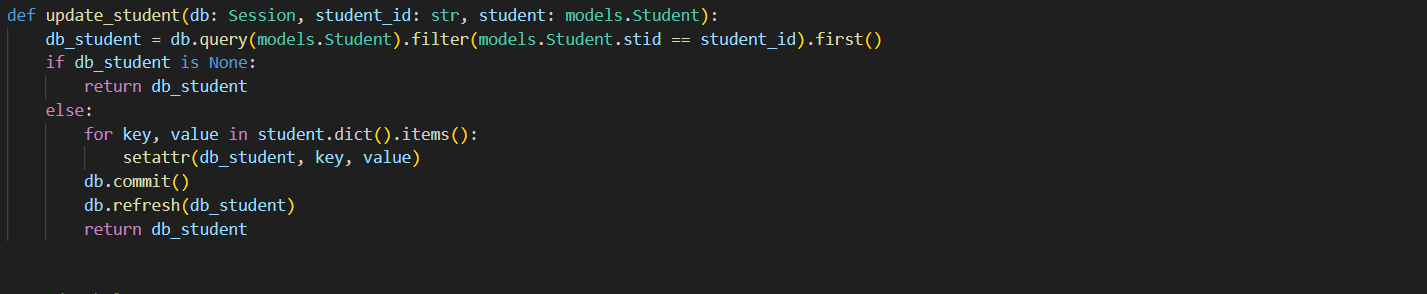 def update_student(db: Session, student_id: str, student: models.Student):
    db_student = db.query(models.Student).filter(models.Student.stid == student_id).first()
    if db_student is None:
        return db_student
    else:
        for key, value in student.dict().items():
            setattr(db_student, key, value)
        db.commit()
        db.refresh(db_student)
        return db_student